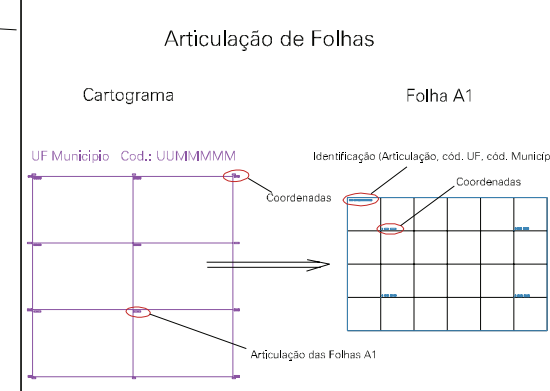 Articulação de Folhas
Cartograma
Folha A1
UF Municipio Cod.: UUMMMMM
Identificação (Articulação, cód. UF, cód. Municíp
Coordenadas
Coordenadas
Articulação das Folhas A1